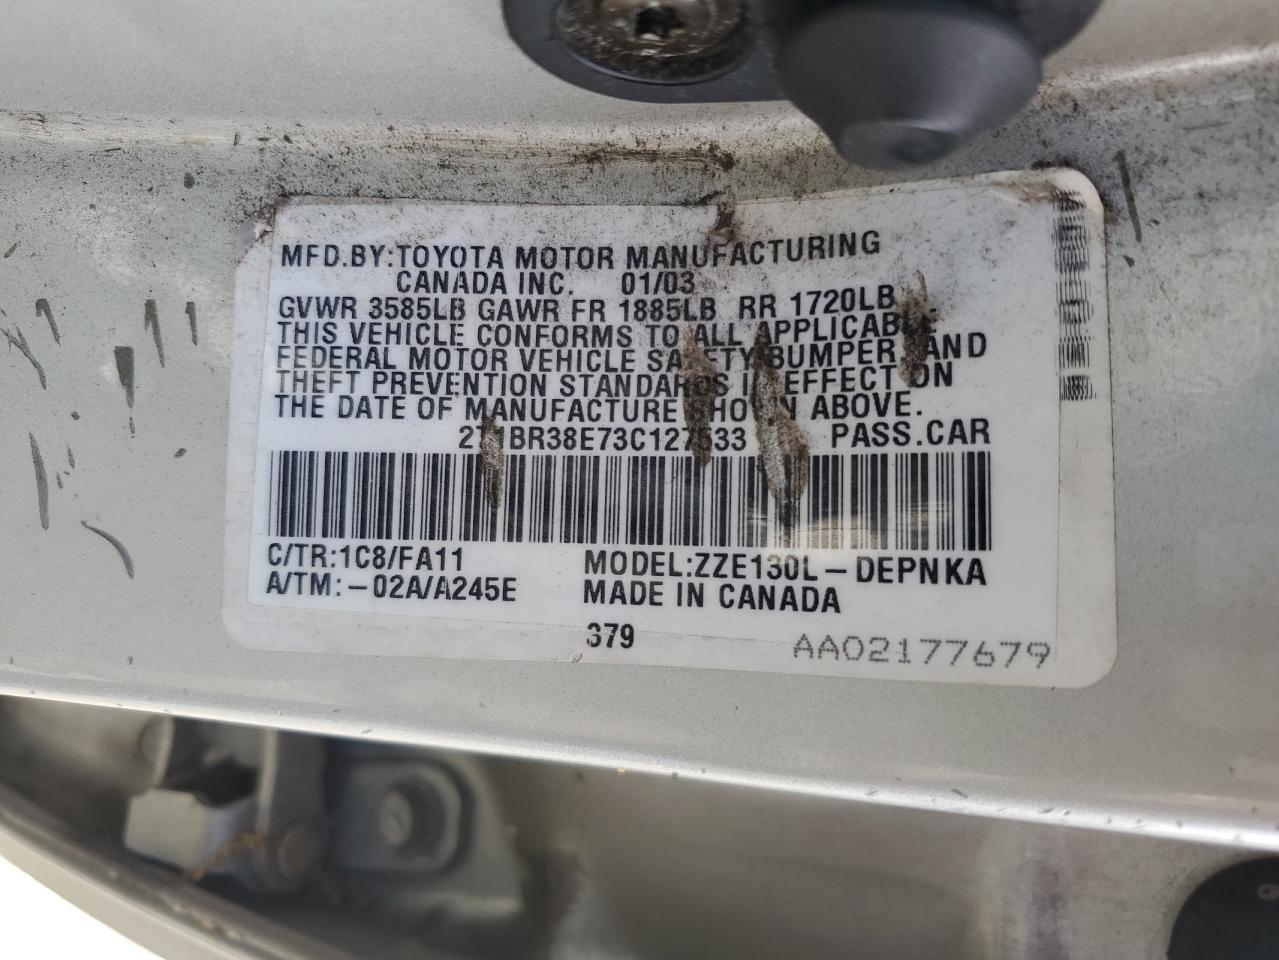 MFD.BY:TOYOTA MOTOR MANUFACTURING
CANADA INC. 01/03
GVWR 3585LB GAWR FR 1885LB RR 1720LB
THIS VEHICLE CONFORMS TO ALL APPLICABLE
FEDERAL MOTOR VEHICLE SAFETY, BUMPER, AND
THEFT PREVENTION STANDARDS IN EFFECT ON
THE DATE OF MANUFACTURE SHOWN ABOVE.
PASS.CAR
C/TR:1C8/FA11 MODEL:ZZE130L-DEPNKA
A/TM:-02A/A245E MADE IN CANADA
379
AA02177679